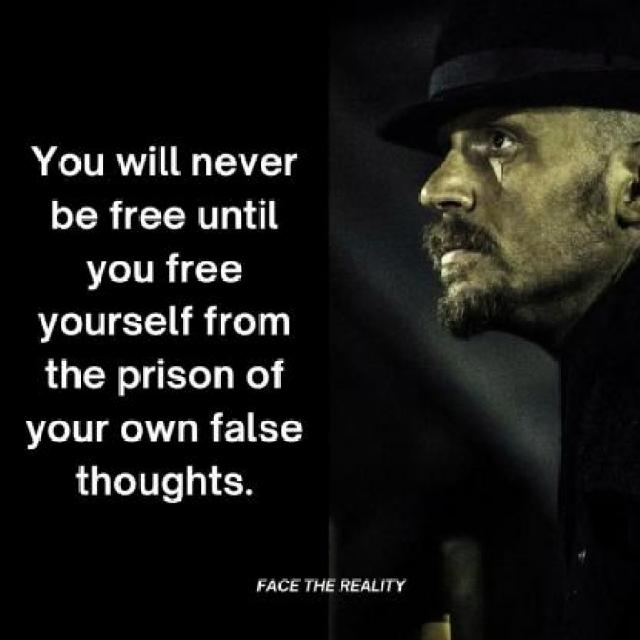 You will never
be free until
you free
yourself from
the prison of
your own false
thoughts.
FACE THE REALITY